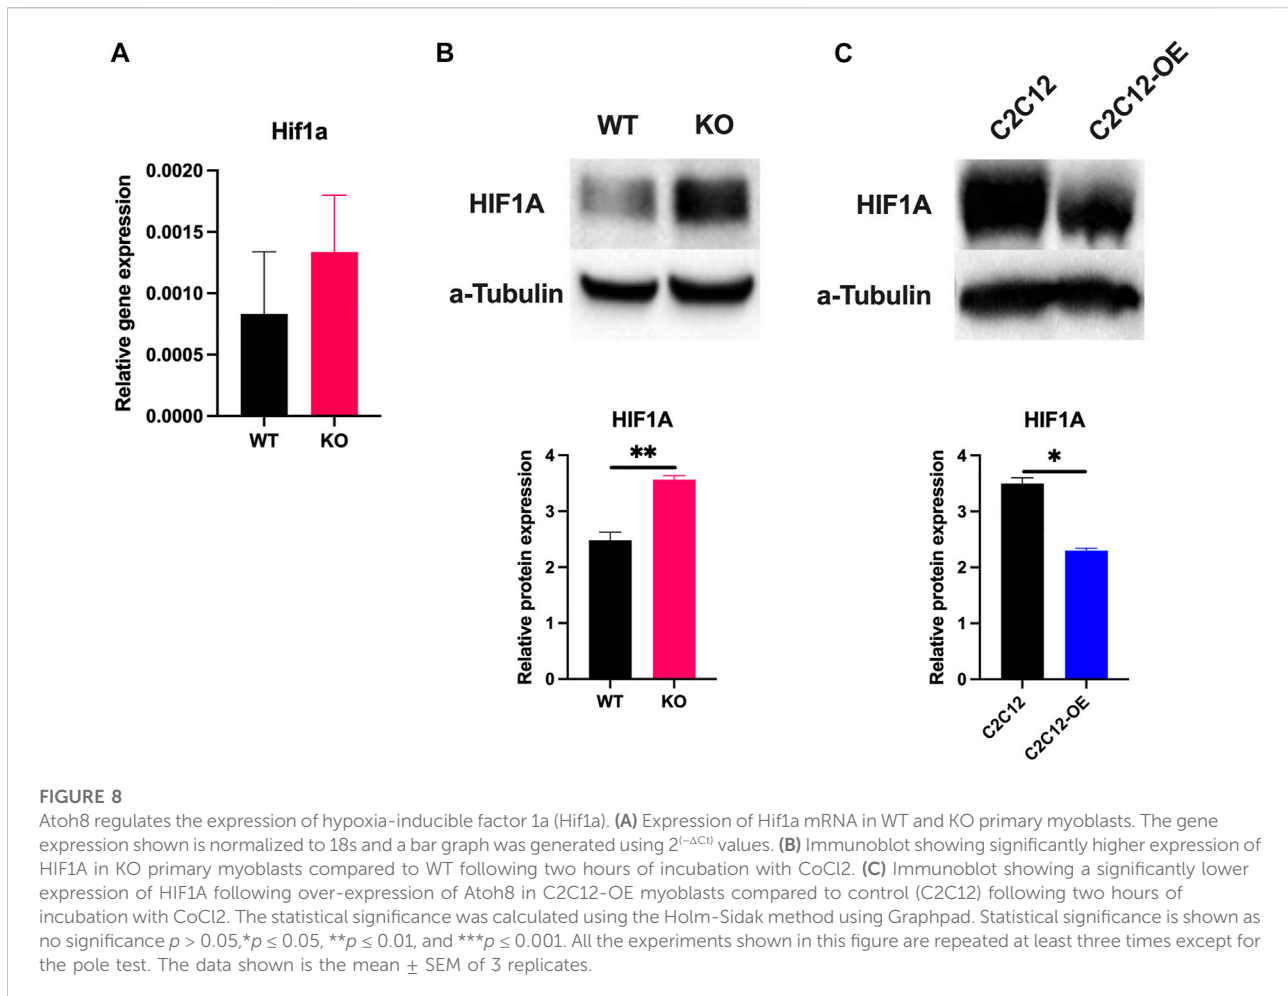 A
B
C
Hif1a
Relative gene expression
0.0020
0.0015
0.0010
0.0005
0.0000
WT
KO
WT
KO
HIF1A
a-Tubulin
HIF1A
**
Relative protein expression
4
3
2
1
0
WT
KO
C2C12
C2C12-OE
HIF1A
a-Tubulin
HIF1A
*
Relative protein expression
4
3
2
1
0
C2C12
C2C12-OE
FIGURE 8
Atoh8 regulates the expression of hypoxia-inducible factor 1a (Hif1a). (A) Expression of Hif1a mRNA in WT and KO primary myoblasts. The gene
expression shown is normalized to 18s and a bar graph was generated using 2^(−ΔCt) values. (B) Immunoblot showing significantly higher expression of
HIF1A in KO primary myoblasts compared to WT following two hours of incubation with CoCl2. (C) Immunoblot showing a significantly lower
expression of HIF1A following over-expression of Atoh8 in C2C12-OE myoblasts compared to control (C2C12) following two hours of
incubation with CoCl2. The statistical significance was calculated using the Holm-Sidak method using Graphpad. Statistical significance is shown as
no significance p > 0.05,*p ≤ 0.05, **p ≤ 0.01, and ***p ≤ 0.001. All the experiments shown in this figure are repeated at least three times except for
the pole test. The data shown is the mean ± SEM of 3 replicates.